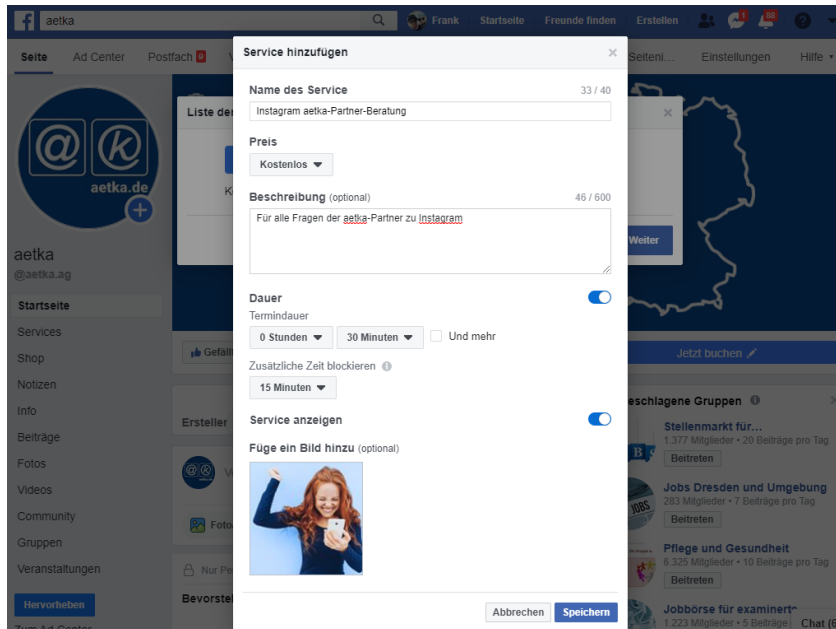 aetka
Frank Startseite Freunde finden Erstellen 1 88
Seite Ad Center Postfach 9
Seiteni... Einstellungen Hilfe
@ k
aetka.de
aetka
@aetka.ag
Startseite
Services
Shop
Notizen
Info
Beiträge
Fotos
Videos
Community
Gruppen
Veranstaltungen
Hervorheben
Zum Ad Center
Liste der
Weiter
Gefäll
Jetzt buchen
Ersteller
Foto
Nur Pe
Bevorste
Service hinzufügen
Name des Service 33 / 40
Instagram aetka-Partner-Beratung
Preis
Kostenlos
Beschreibung (optional) 46 / 600
Für alle Fragen der aetka-Partner zu Instagram
Dauer
Termindauer
0 Stunden 30 Minuten Und mehr
Zusätzliche Zeit blockieren
15 Minuten
Service anzeigen
Füge ein Bild hinzu (optional)
Abbrechen Speichern
eschlagene Gruppen
Stellenmarkt für...
1.377 Mitglieder • 20 Beiträge pro Tag
Beitreten
JOBS
Jobs Dresden und Umgebung
283 Mitglieder • 7 Beiträge pro Tag
Beitreten
Pflege und Gesundheit
6.325 Mitglieder • 10 Beiträge pro Tag
Beitreten
Jobbörse für examinierte
1.223 Mitglieder • 5 Beiträge
Chat (6